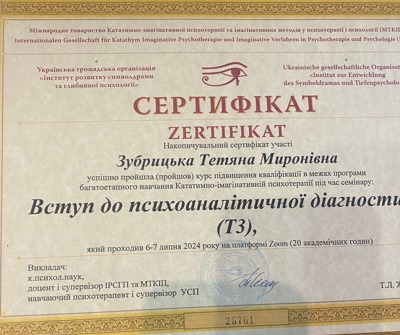 Міжнародне товариство Кататимно-імагінативної психотерапії та імагінативних методів у психотерапії і психології (МТКІП,
Internationalen Gesellschaft für Katathym Imaginative Psychotherapie und Imaginative Verfahren in Psychotherapie und Psychologie
Українська громадська організація
«Інститут розвитку символдрами
та глибинної психології»
Ukrainische gesellschaftliche
«Institut zur Entwicklung
des Symboldramas und
СЕРТИФІКАТ
ZERTIFIKAT
Накопичувальний сертифікат участі
Зубрицька Тетяна Миронівна
успішно пройшла (пройшов) курс підвищення кваліфікації в межах програми
багатоетапного навчання Кататимно-імагінативній психотерапії під час семінару:
Вступ до психоаналітичної
(Т3),
який проходив 6-7 липня 2024 року на платформі Zoom (20 академічних годин)
Викладач:
к.психол.наук,
доцент і супервізор ІРСГП та МТКІП,
навчаючий психотерапевт і супервізор УСП
Т.Л.
20761